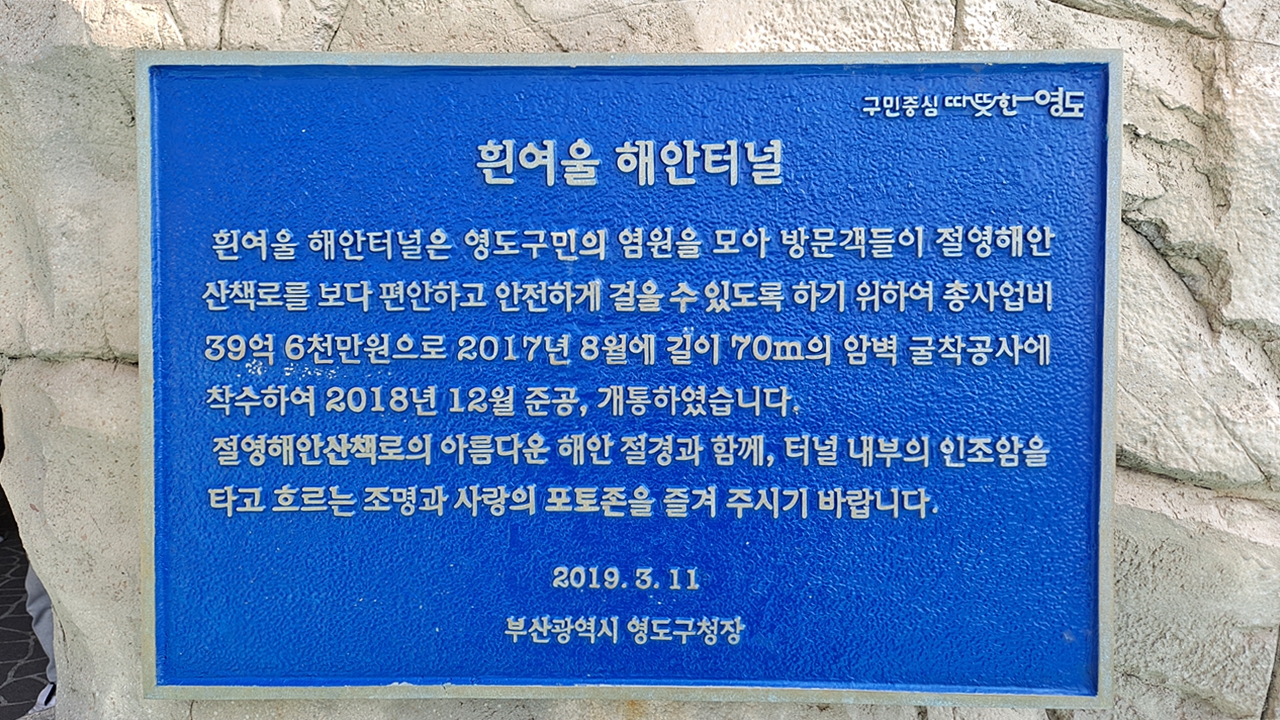 구민중심 따뜻한 영도
흰여울 해안터널
흰여울 해안터널은 영도구민의 염원을 모아 방문객들이 절영해안
산책로를 보다 편안하고 안전하게 걸을 수 있도록 하기 위하여 총사업비
39억 6천만원으로 2017년 8월에 길이 70m의 암벽 굴착공사에
착수하여 2018년 12월 준공, 개통하였습니다.
절영해안산책로의 아름다운 해안 절경과 함께, 터널 내부의 인조암을
타고 흐르는 조명과 사랑의 포토존을 즐겨 주시기 바랍니다.
2019. 3. 11
부산광역시 영도구청장